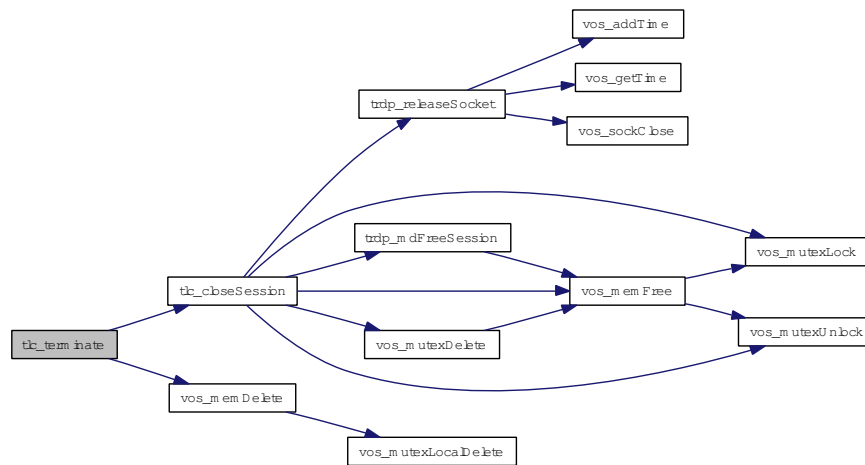 vos_addTime
vos_getTime
trdp_releaseSocket
vos_sockClose
trdp_mdFreeSession
vos_mutexLock
tlc_closeSession
vos_memFree
vos_mutexUnlock
tlc_terminate
vos_mutexDelete
vos_memDelete
vos_mutexLocalDelete